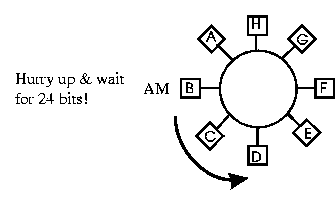 H
A G
Hurry up & wait
for 24 bits!
AM B F
C E
D